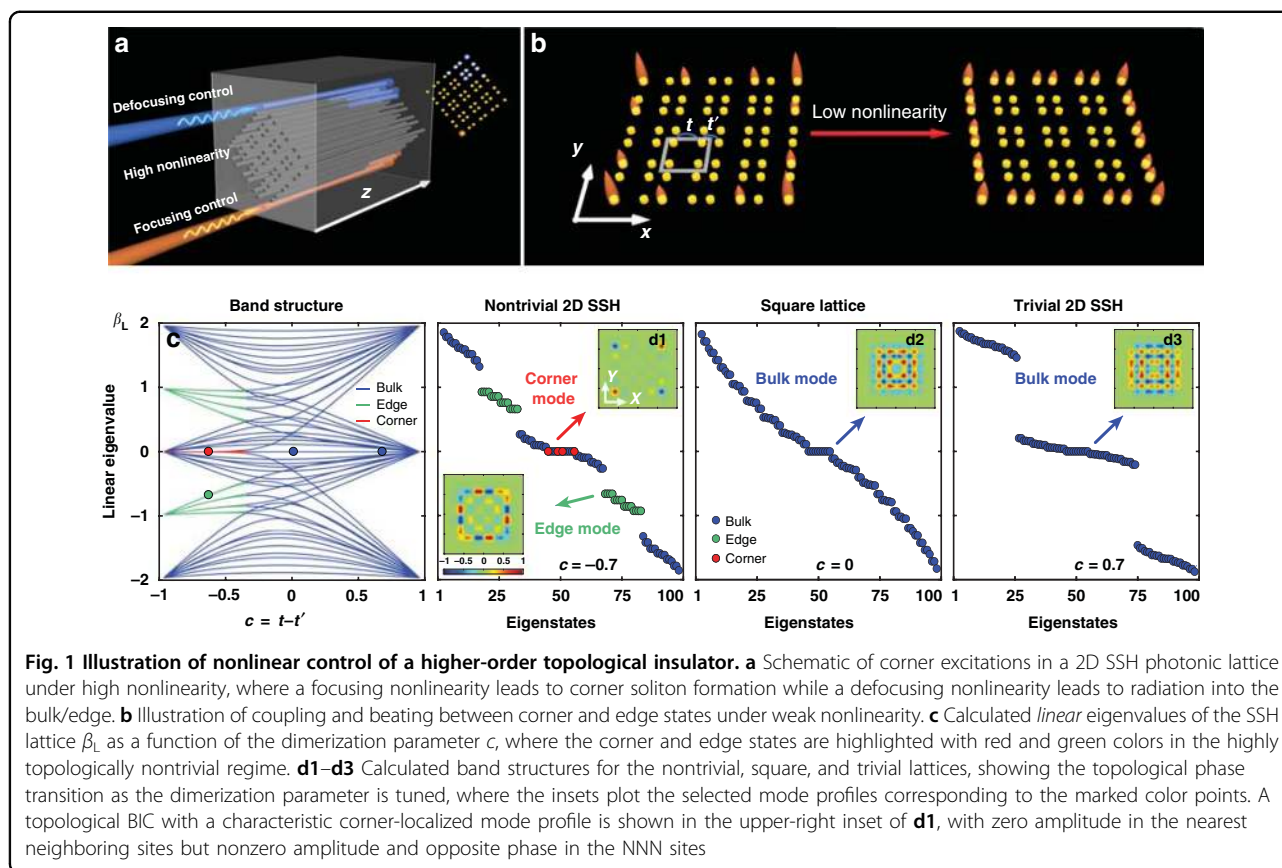 a
Defocusing control
High nonlinearity
Focusing control
z
b
t t′
Low nonlinearity
y
x
Band structure
Nontrivial 2D SSH
Square lattice
Trivial 2D SSH
βL
2
1
0
−1
−2
Linear eigenvalue
c
Bulk
Edge
Corner
−1 −0.5 0 0.5 1
c = t−t′
d1
Corner mode
Y
X
Edge mode
−1 −0.5 0 0.5 1
c = −0.7
1 25 50 75 100
Eigenstates
d2
Bulk mode
Bulk
Edge
Corner
c = 0
1 25 50 75 100
Eigenstates
d3
Bulk mode
c = 0.7
1 25 50 75 100
Eigenstates
Fig. 1 Illustration of nonlinear control of a higher-order topological insulator. a Schematic of corner excitations in a 2D SSH photonic lattice
under high nonlinearity, where a focusing nonlinearity leads to corner soliton formation while a defocusing nonlinearity leads to radiation into the
bulk/edge. b Illustration of coupling and beating between corner and edge states under weak nonlinearity. c Calculated linear eigenvalues of the SSH
lattice βL as a function of the dimerization parameter c, where the corner and edge states are highlighted with red and green colors in the highly
topologically nontrivial regime. d1–d3 Calculated band structures for the nontrivial, square, and trivial lattices, showing the topological phase
transition as the dimerization parameter is tuned, where the insets plot the selected mode profiles corresponding to the marked color points. A
topological BIC with a characteristic corner-localized mode profile is shown in the upper-right inset of d1, with zero amplitude in the nearest
neighboring sites but nonzero amplitude and opposite phase in the NNN sites